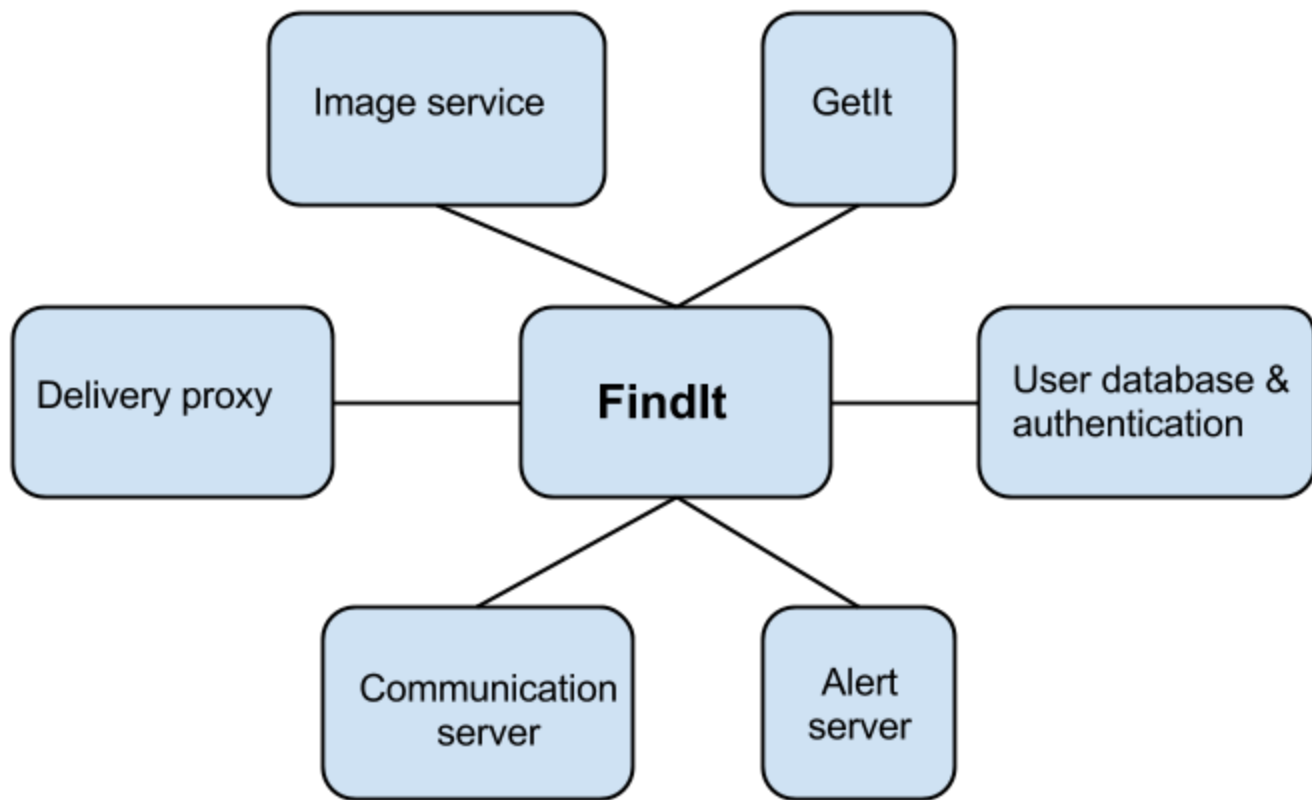 Image service
GetIt
Delivery proxy
FindIt
User database &
authentication
Communication
server
Alert
server